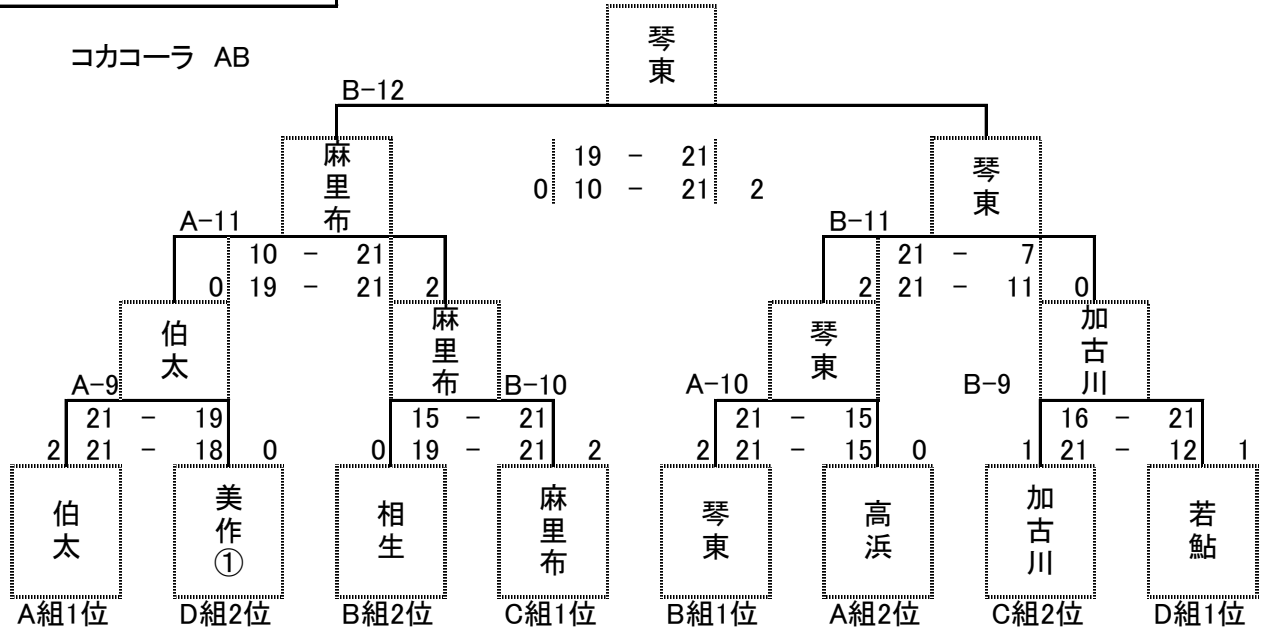 琴東
コカコーラ AB
B-12
麻里布
19 - 21
0 10 - 21 2
琴東
A-11
10 - 21
0 19 - 21 2
B-11
21 - 7
2 21 - 11 0
伯太
麻里布
琴東
加古川
A-9
21 - 19
2 21 - 18 0
B-10
15 - 21
0 19 - 21 2
A-10
21 - 15
2 21 - 15 0
B-9
16 - 21
1 21 - 12 1
伯太
美作①
相生
麻里布
琴東
高浜
加古川
若鮎
A組1位
D組2位
B組2位
C組1位
B組1位
A組2位
C組2位
D組1位